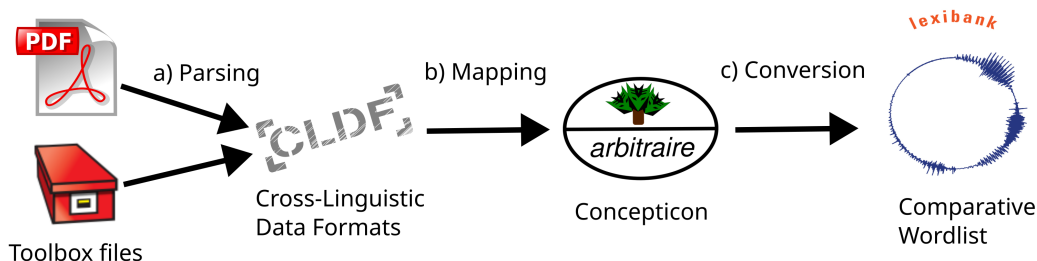 PDF
Toolbox files
a) Parsing
CLDF
Cross-Linguistic
Data Formats
b) Mapping
arbitraire
Concepticon
c) Conversion
lexibank
Comparative
Wordlist